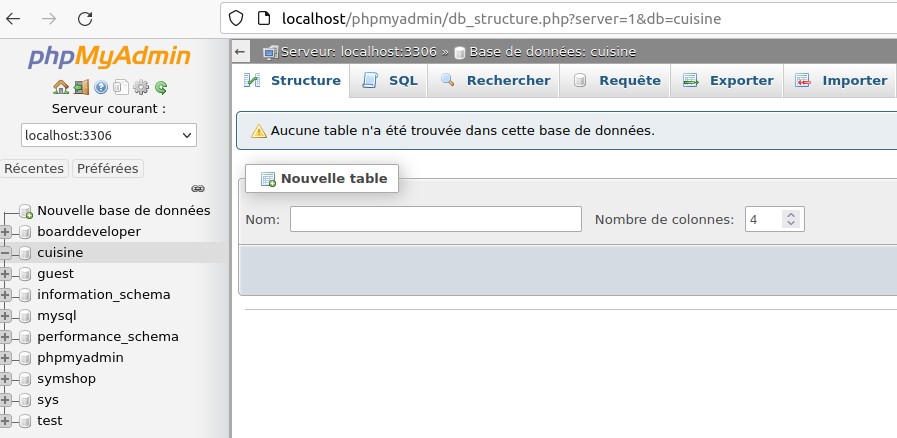 localhost/phpmyadmin/db_structure.php?server=1&db=cuisine
phpMyAdmin
Serveur courant :
localhost:3306
Récentes Préférées
Nouvelle base de données
boarddeveloper
cuisine
guest
information_schema
mysql
performance_schema
phpmyadmin
symshop
sys
test
Serveur: localhost:3306 » Base de données: cuisine
Structure SQL Rechercher Requête Exporter Importer
Aucune table n'a été trouvée dans cette base de données.
Nouvelle table
Nom: Nombre de colonnes: 4